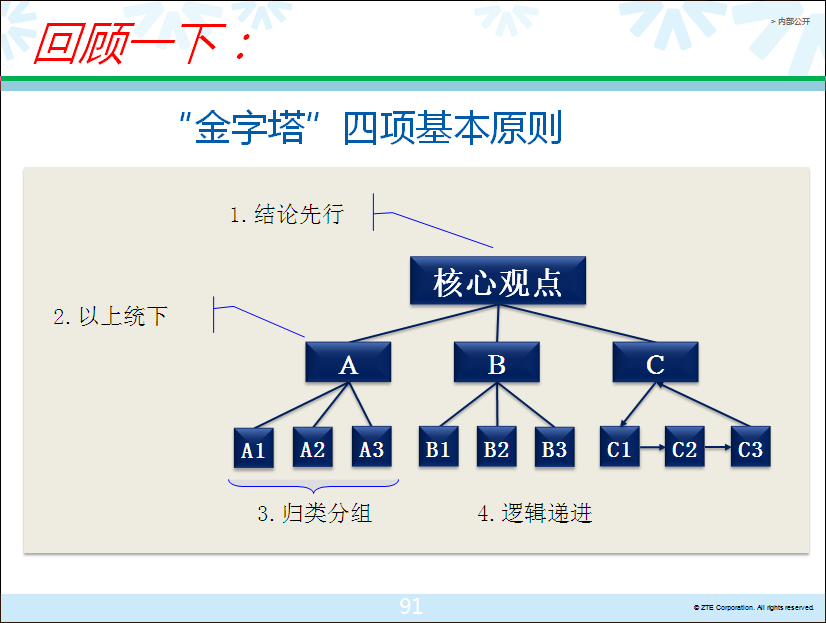 > 内部公开
回顾一下：
“金字塔”四项基本原则
1.结论先行
核心观点
2.以上统下
A B C
A1 A2 A3 B1 B2 B3 C1 C2 C3
3.归类分组 4.逻辑递进
91
© ZTE Corporation. All rights reserved.